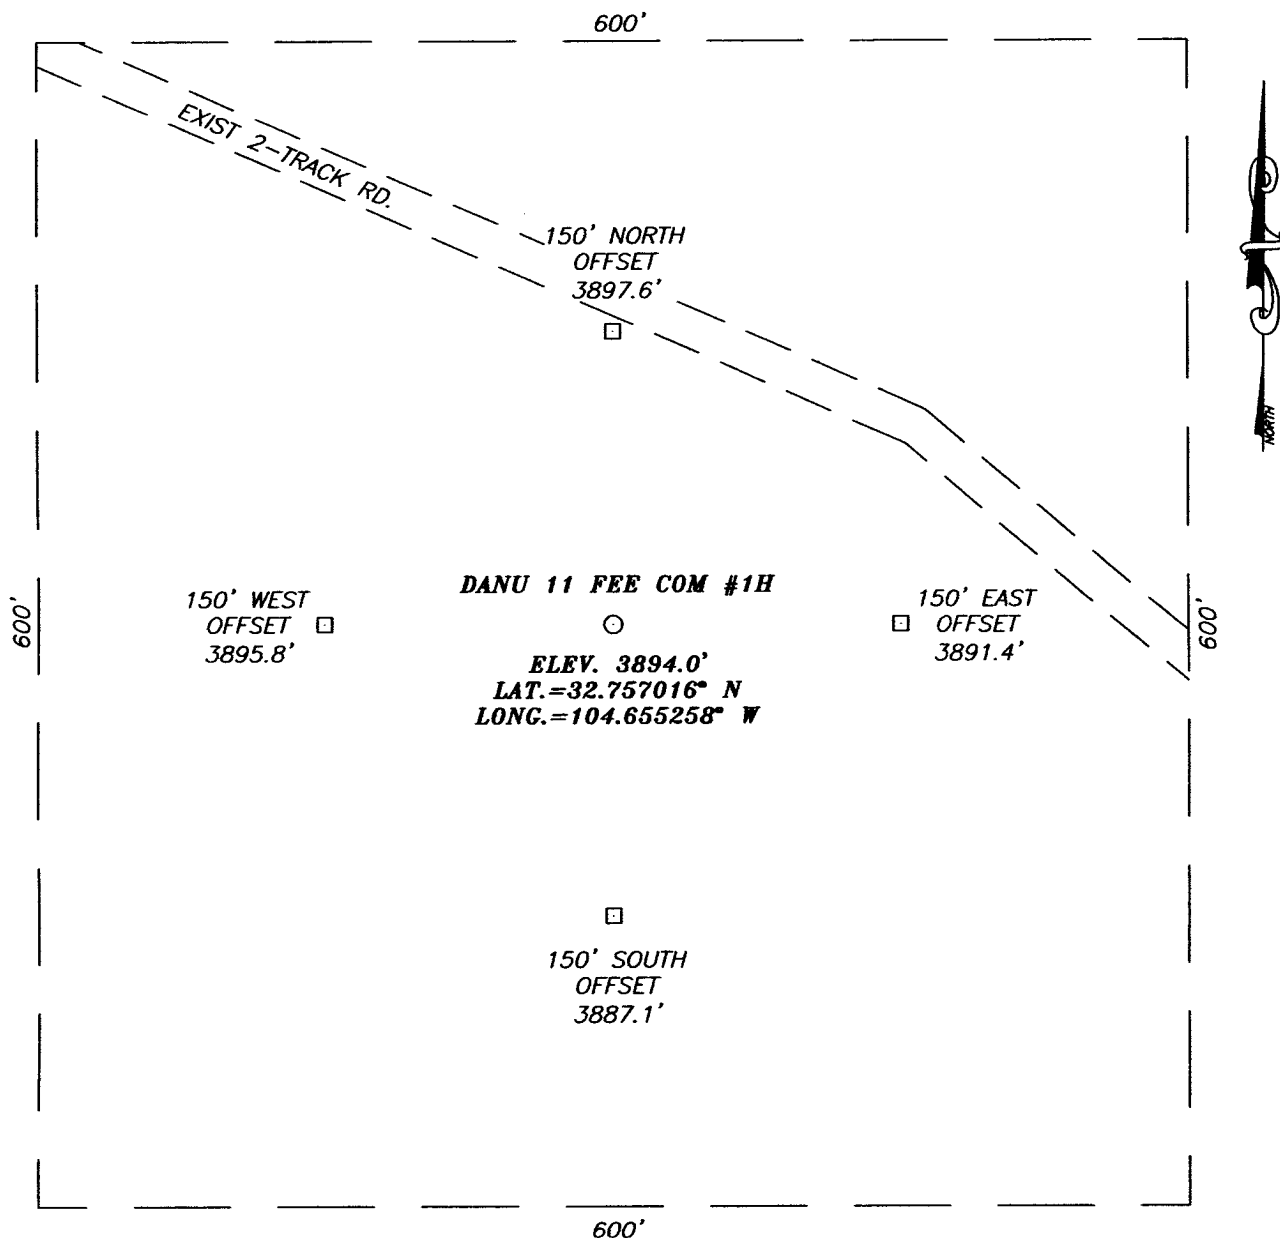 600'
EXIST 2-TRACK RD.
150' NORTH
OFFSET
3897.6'
NORTH
600'
150' WEST
OFFSET
3895.8'
DANU 11 FEE COM #1H
ELEV. 3894.0'
LAT.=32.757016° N
LONG.=104.655258° W
150' EAST
OFFSET
3891.4'
600'
150' SOUTH
OFFSET
3887.1'
600'